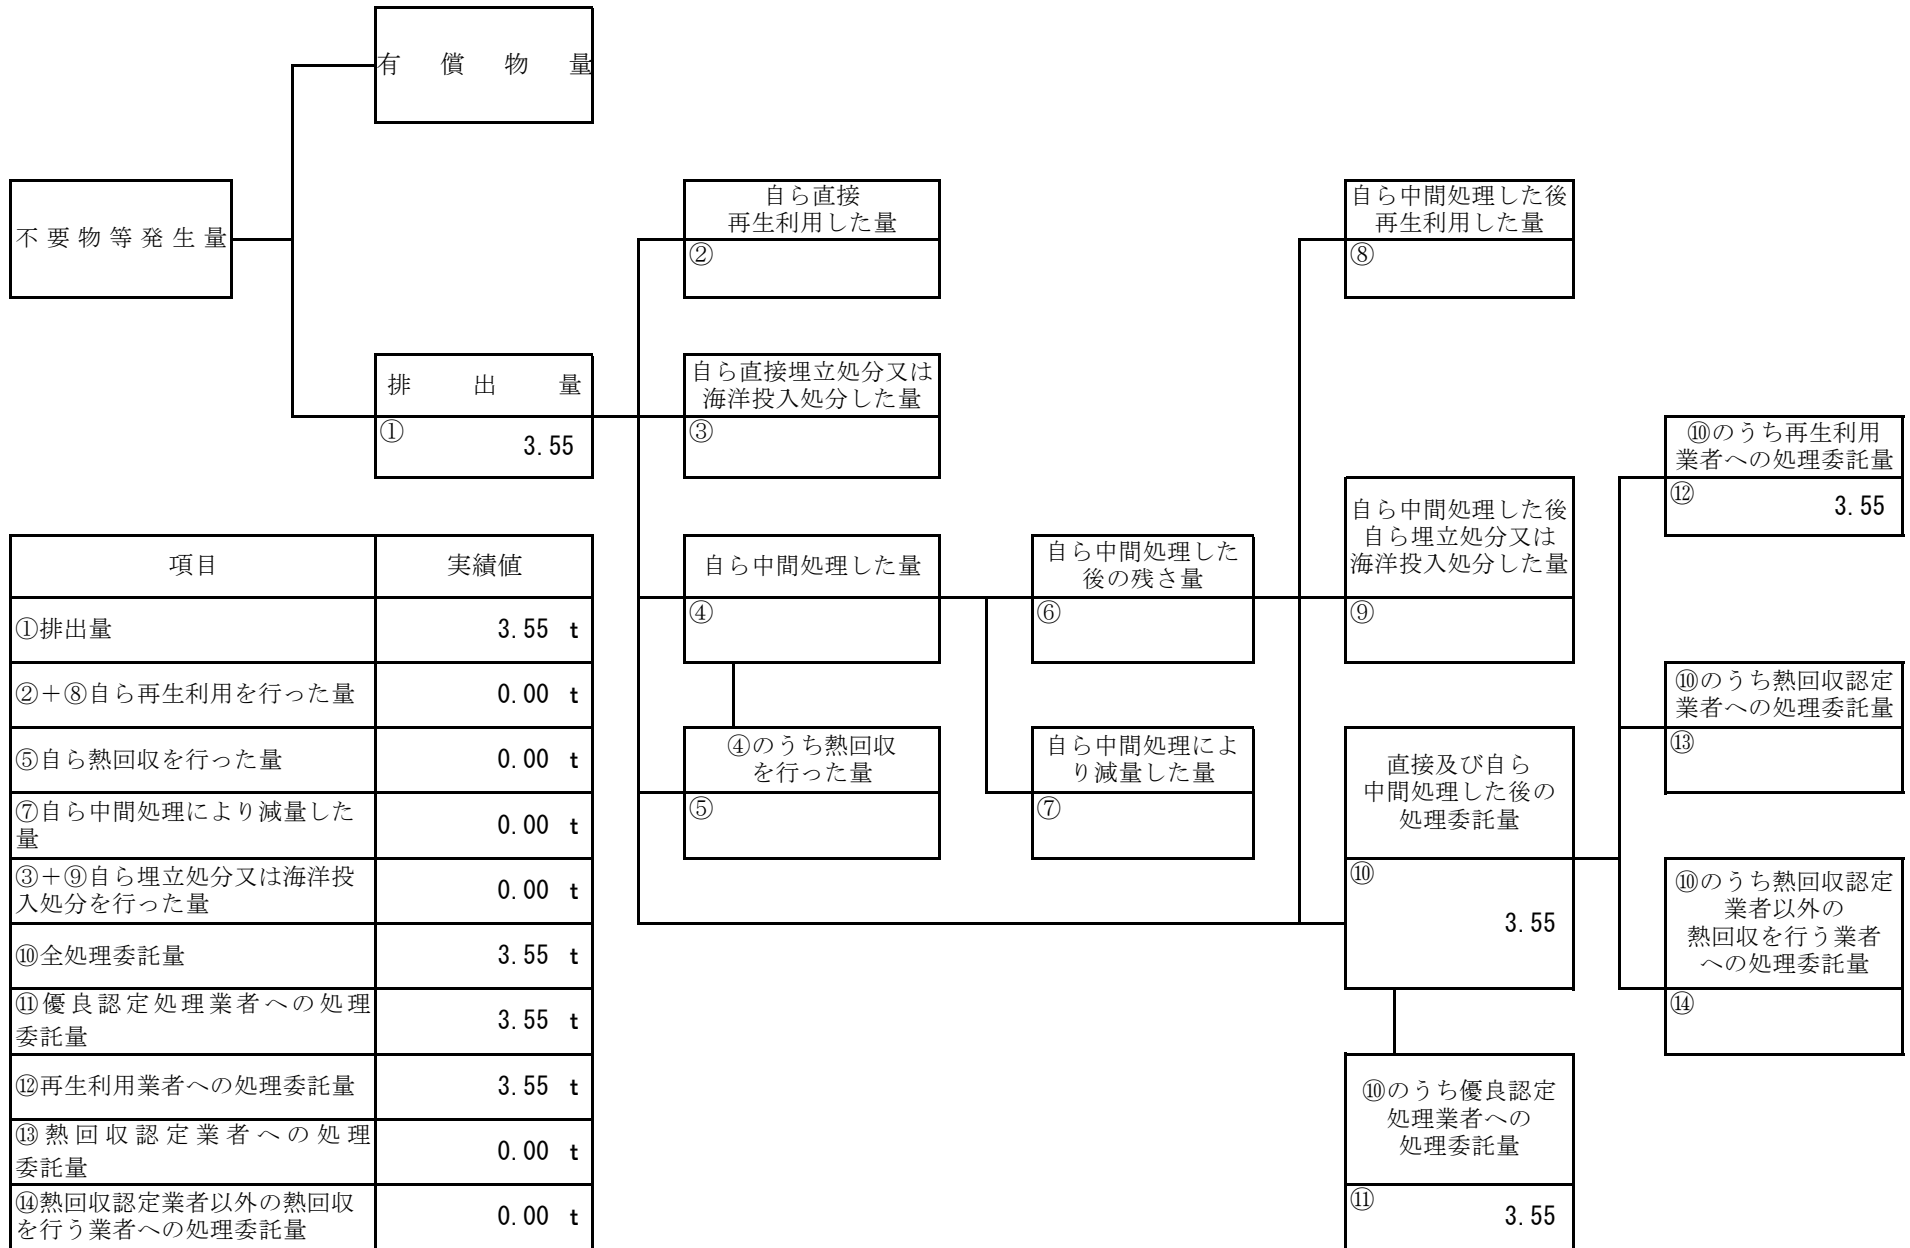 有償物量
不要物等発生量
自ら直接
再生利用した量
②
自ら中間処理した後
再生利用した量
⑧
排出量
①
3.55
自ら直接埋立処分又は
海洋投入処分した量
③
⑩のうち再生利用
業者への処理委託量
⑫
3.55
自ら中間処理した量
④
自ら中間処理した
後の残さ量
⑥
自ら中間処理した後
自ら埋立処分又は
海洋投入処分した量
⑨
⑩のうち熱回収認定
業者への処理委託量
⑬
④のうち熱回収
を行った量
⑤
自ら中間処理によ
り減量した量
⑦
直接及び自ら
中間処理した後の
処理委託量
⑩
3.55
⑩のうち熱回収認定
業者以外の
熱回収を行う業者
への処理委託量
⑭
⑩のうち優良認定
処理業者への
処理委託量
⑪
3.55
項目 実績値
①排出量 3.55 t
②＋⑧自ら再生利用を行った量 0.00 t
⑤自ら熱回収を行った量 0.00 t
⑦自ら中間処理により減量した
量 0.00 t
③＋⑨自ら埋立処分又は海洋投
入処分を行った量 0.00 t
⑩全処理委託量 3.55 t
⑪優良認定処理業者への処理
委託量 3.55 t
⑫再生利用業者への処理委託量 3.55 t
⑬熱回収認定業者への処理
委託量 0.00 t
⑭熱回収認定業者以外の熱回収
を行う業者への処理委託量 0.00 t